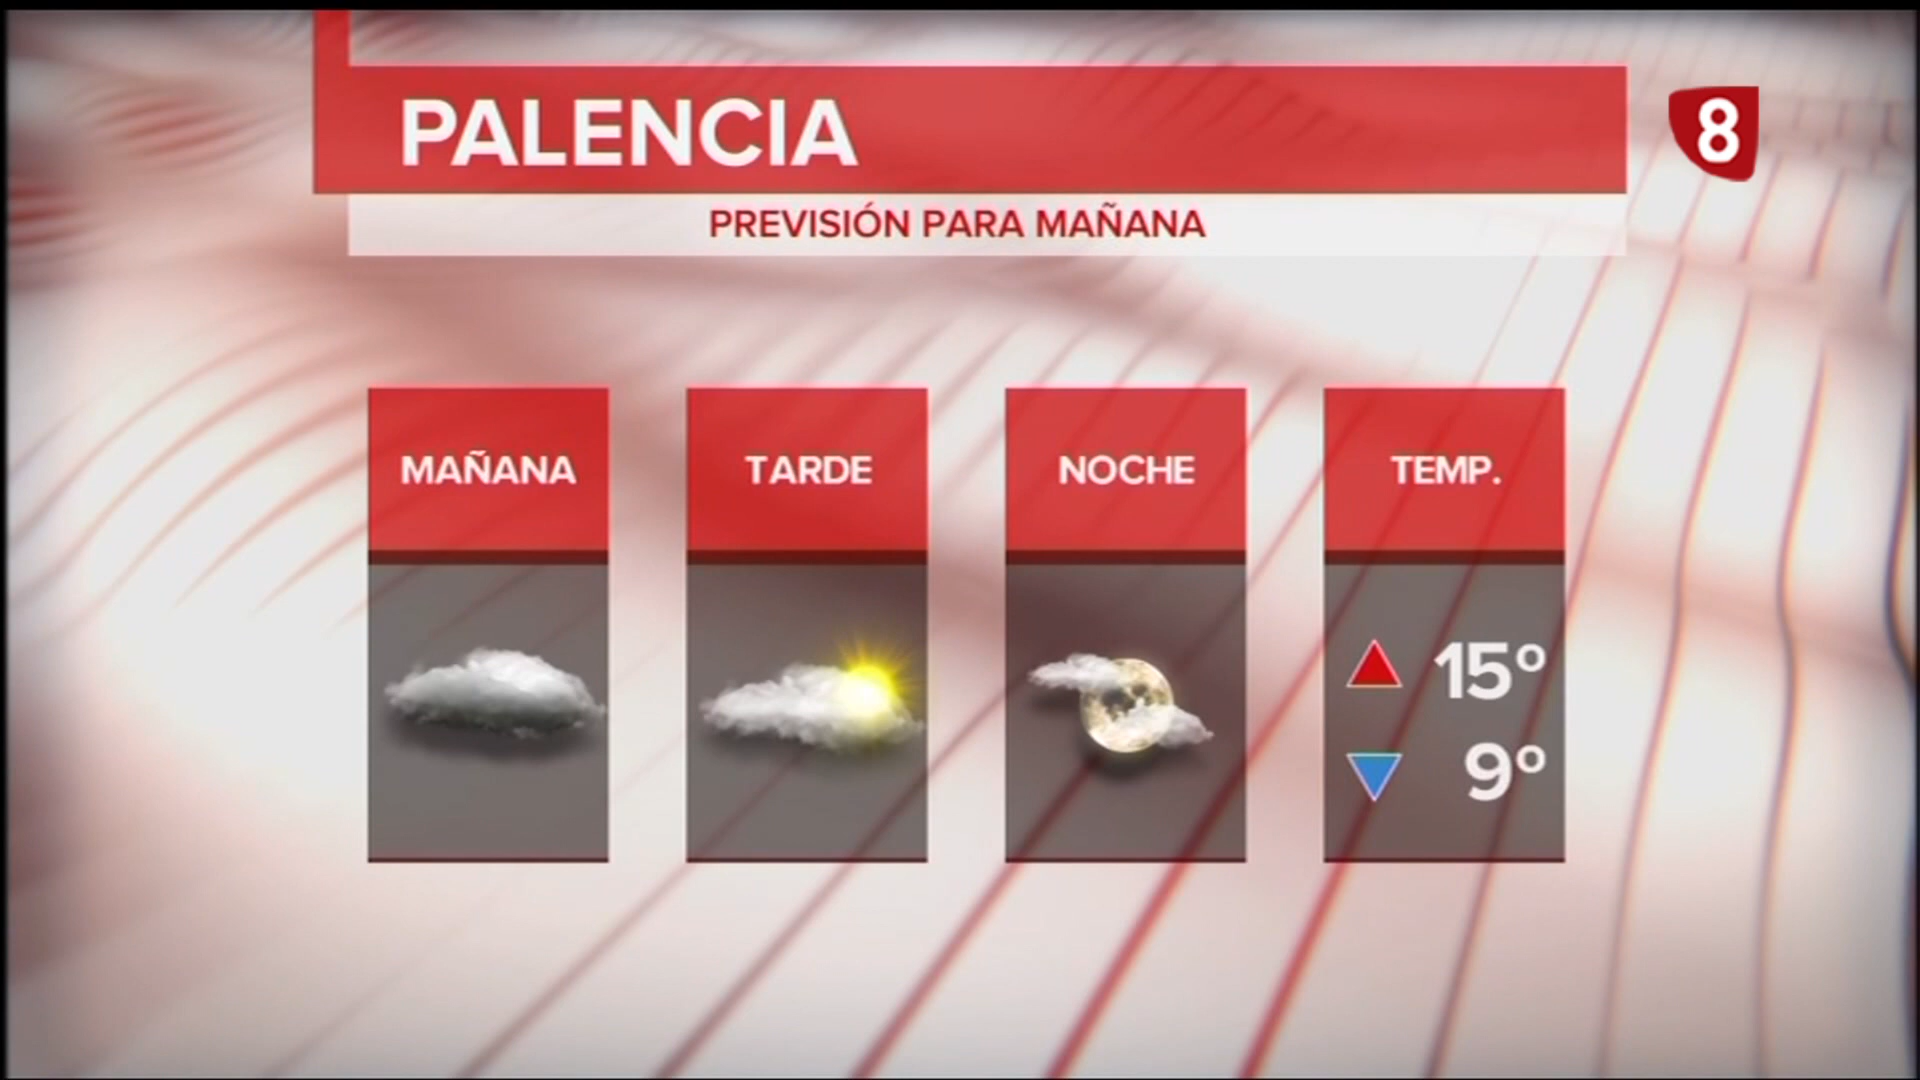 PALENCIA
8
PREVISIÓN PARA MAÑANA
MAÑANA
TARDE
NOCHE
TEMP.
15º
9º